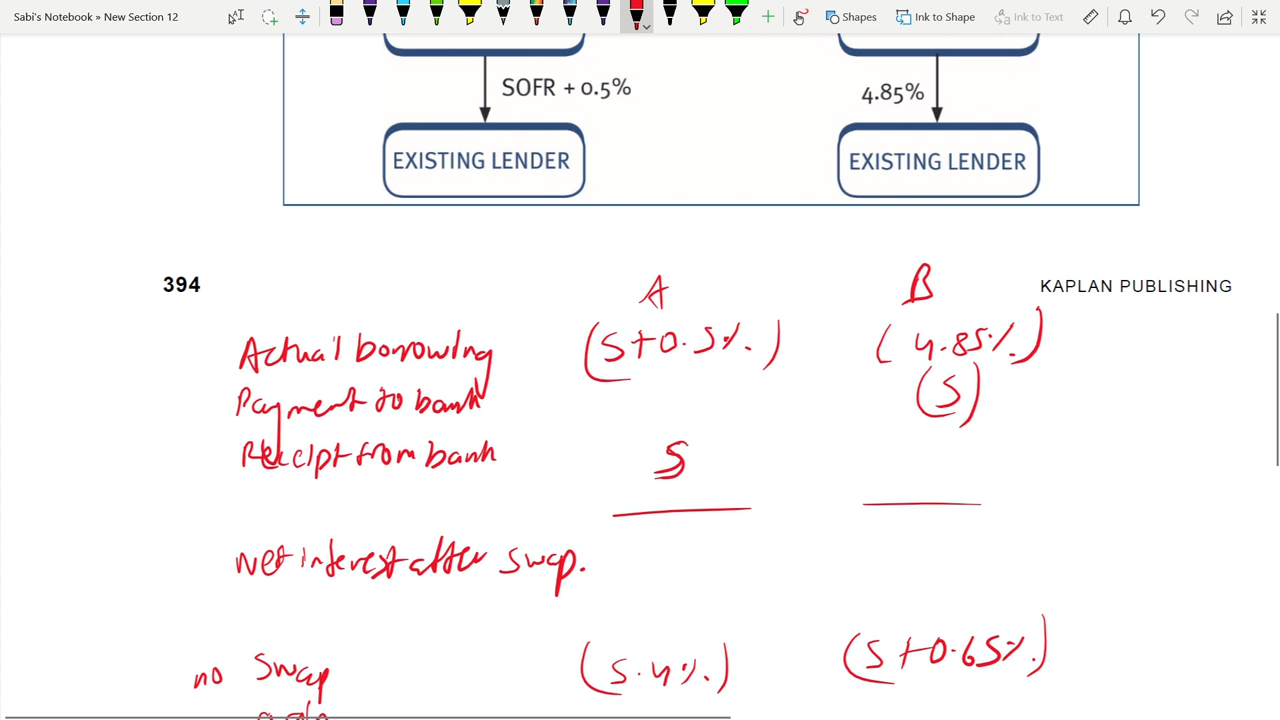 Sabi's Notebook » New Section 12
Shapes
Ink to Shape
Ink to Text
SOFR + 0.5%
4.85%
EXISTING LENDER
EXISTING LENDER
394
KAPLAN PUBLISHING
A B
Actual borrowing (S+0.5%.) (4.85%.)
Payment to bank (S)
Receipt from bank S
Net interest after swap.
no swap (5.4%.) (S+0.65%.)